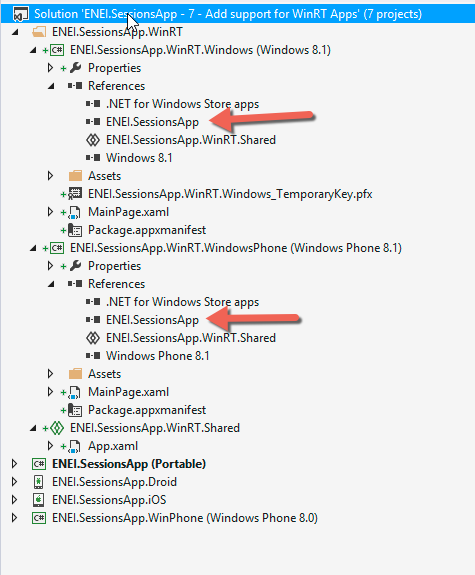 Solution 'ENEI.SessionsApp - 7 - Add support for WinRT Apps' (7 projects)
ENEI.SessionsApp.WinRT
C# ENEI.SessionsApp.WinRT.Windows (Windows 8.1)
Properties
References
.NET for Windows Store apps
ENEI.SessionsApp
ENEI.SessionsApp.WinRT.Shared
Windows 8.1
Assets
ENEI.SessionsApp.WinRT.Windows_TemporaryKey.pfx
MainPage.xaml
Package.appxmanifest
C# ENEI.SessionsApp.WinRT.WindowsPhone (Windows Phone 8.1)
Properties
References
.NET for Windows Store apps
ENEI.SessionsApp
ENEI.SessionsApp.WinRT.Shared
Windows Phone 8.1
Assets
MainPage.xaml
Package.appxmanifest
ENEI.SessionsApp.WinRT.Shared
App.xaml
C# ENEI.SessionsApp (Portable)
ENEI.SessionsApp.Droid
ENEI.SessionsApp.iOS
C# ENEI.SessionsApp.WinPhone (Windows Phone 8.0)